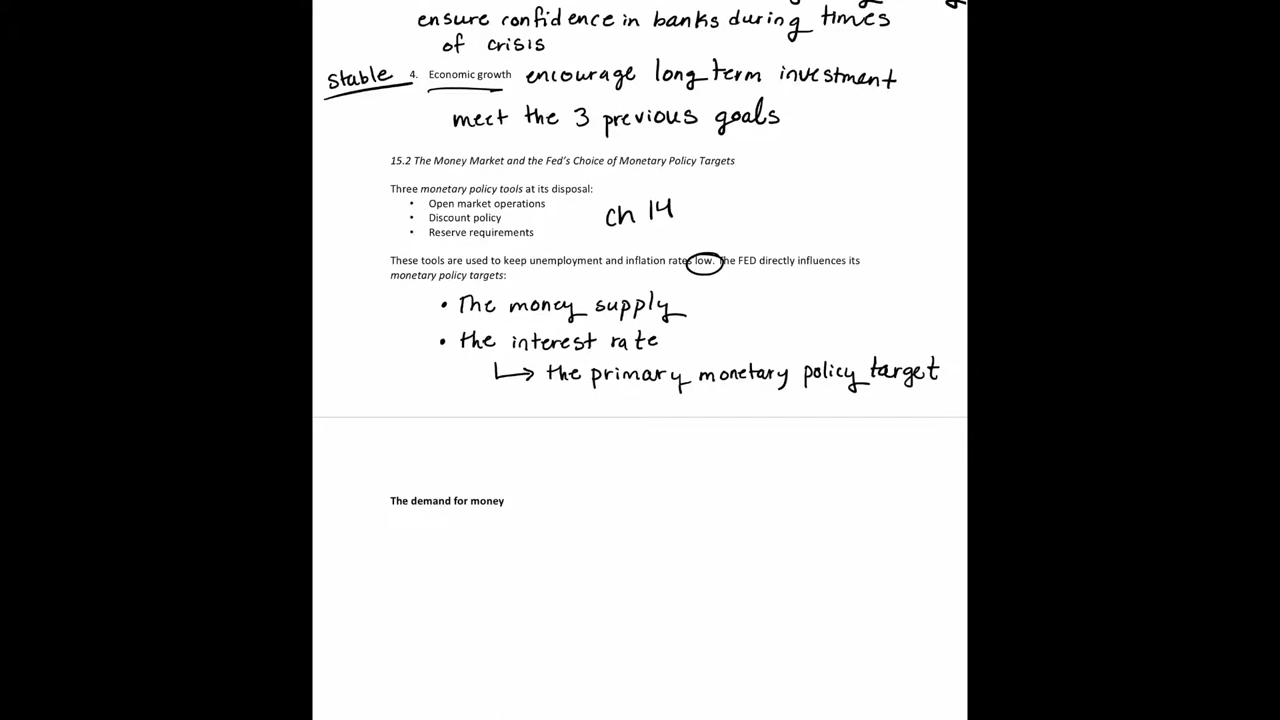 ensure confidence in banks during times
of crisis
stable 4. Economic growth encourage long term investment
meet the 3 previous goals
15.2 The Money Market and the Fed's Choice of Monetary Policy Targets
Three monetary policy tools at its disposal:
• Open market operations
• Discount policy
• Reserve requirements
ch 14
These tools are used to keep unemployment and inflation rates low. The FED directly influences its
monetary policy targets:
• The money supply
• the interest rate
↳ the primary monetary policy target
The demand for money